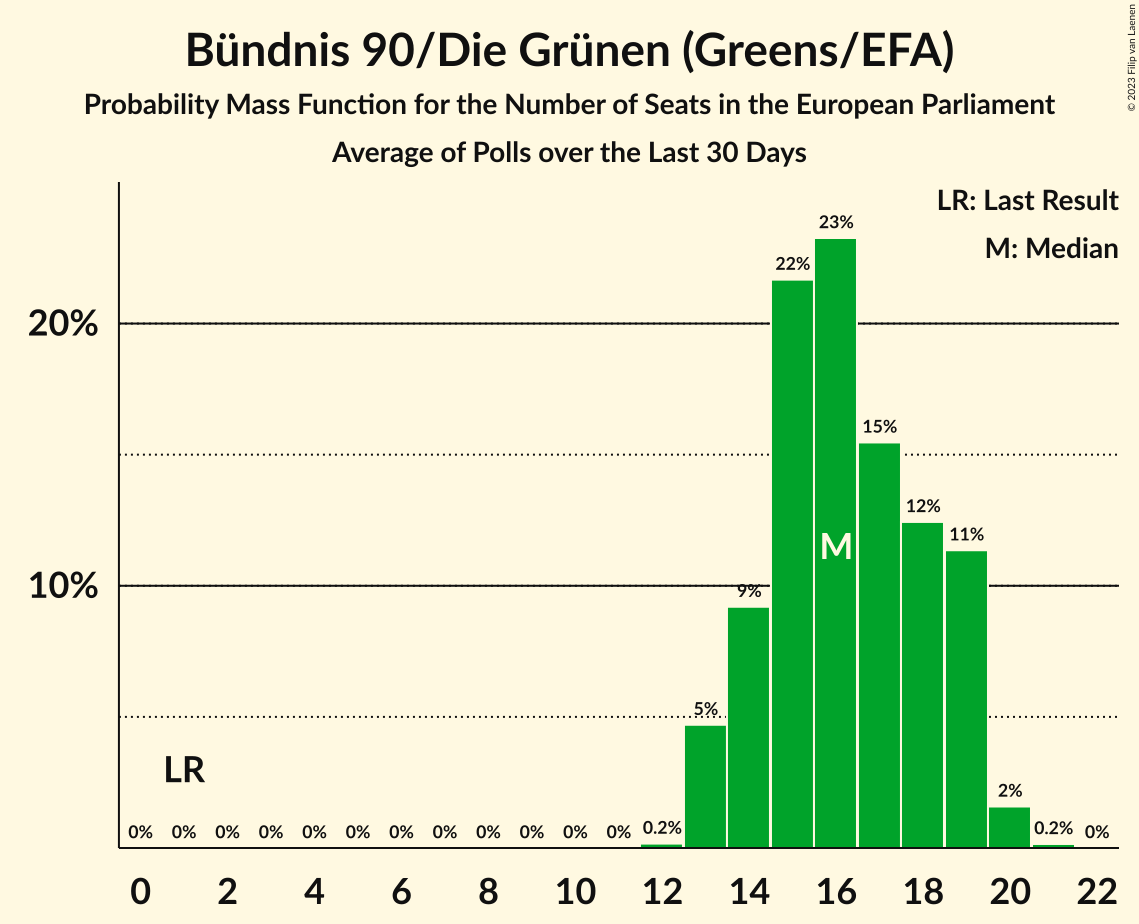 Bündnis 90/Die Grünen (Greens/EFA)
Probability Mass Function for the Number of Seats in the European Parliament
Average of Polls over the Last 30 Days
© 2023 Filip van Laenen
LR: Last Result
M: Median
23%
22%
20%
15%
12%
11%
M
10%
9%
5%
LR
2%
0% 0% 0% 0% 0% 0% 0% 0% 0% 0% 0% 0% 0.2% 0.2% 0%
0 2 4 6 8 10 12 14 16 18 20 22